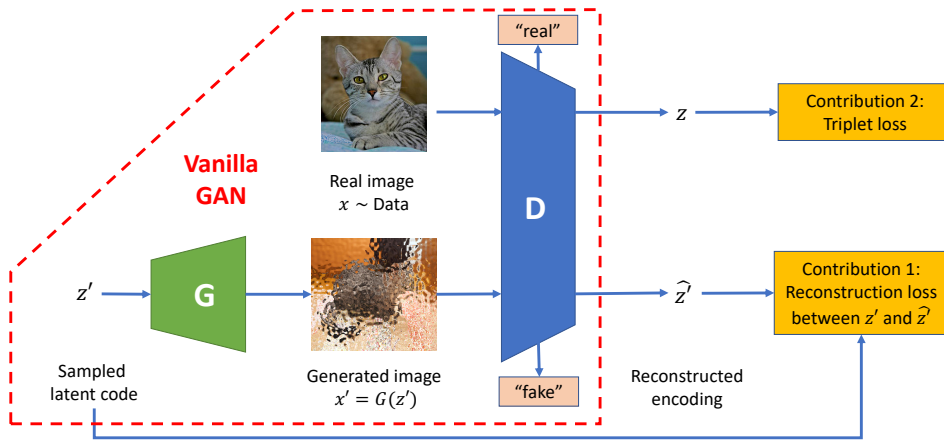 “real”
Contribution 2:
Triplet loss
z
Vanilla
GAN
Real image
x ~ Data
D
z′
G
ẑ′
Contribution 1:
Reconstruction loss
between z′ and ẑ′
Sampled
latent code
Generated image
x′ = G(z′)
“fake”
Reconstructed
encoding